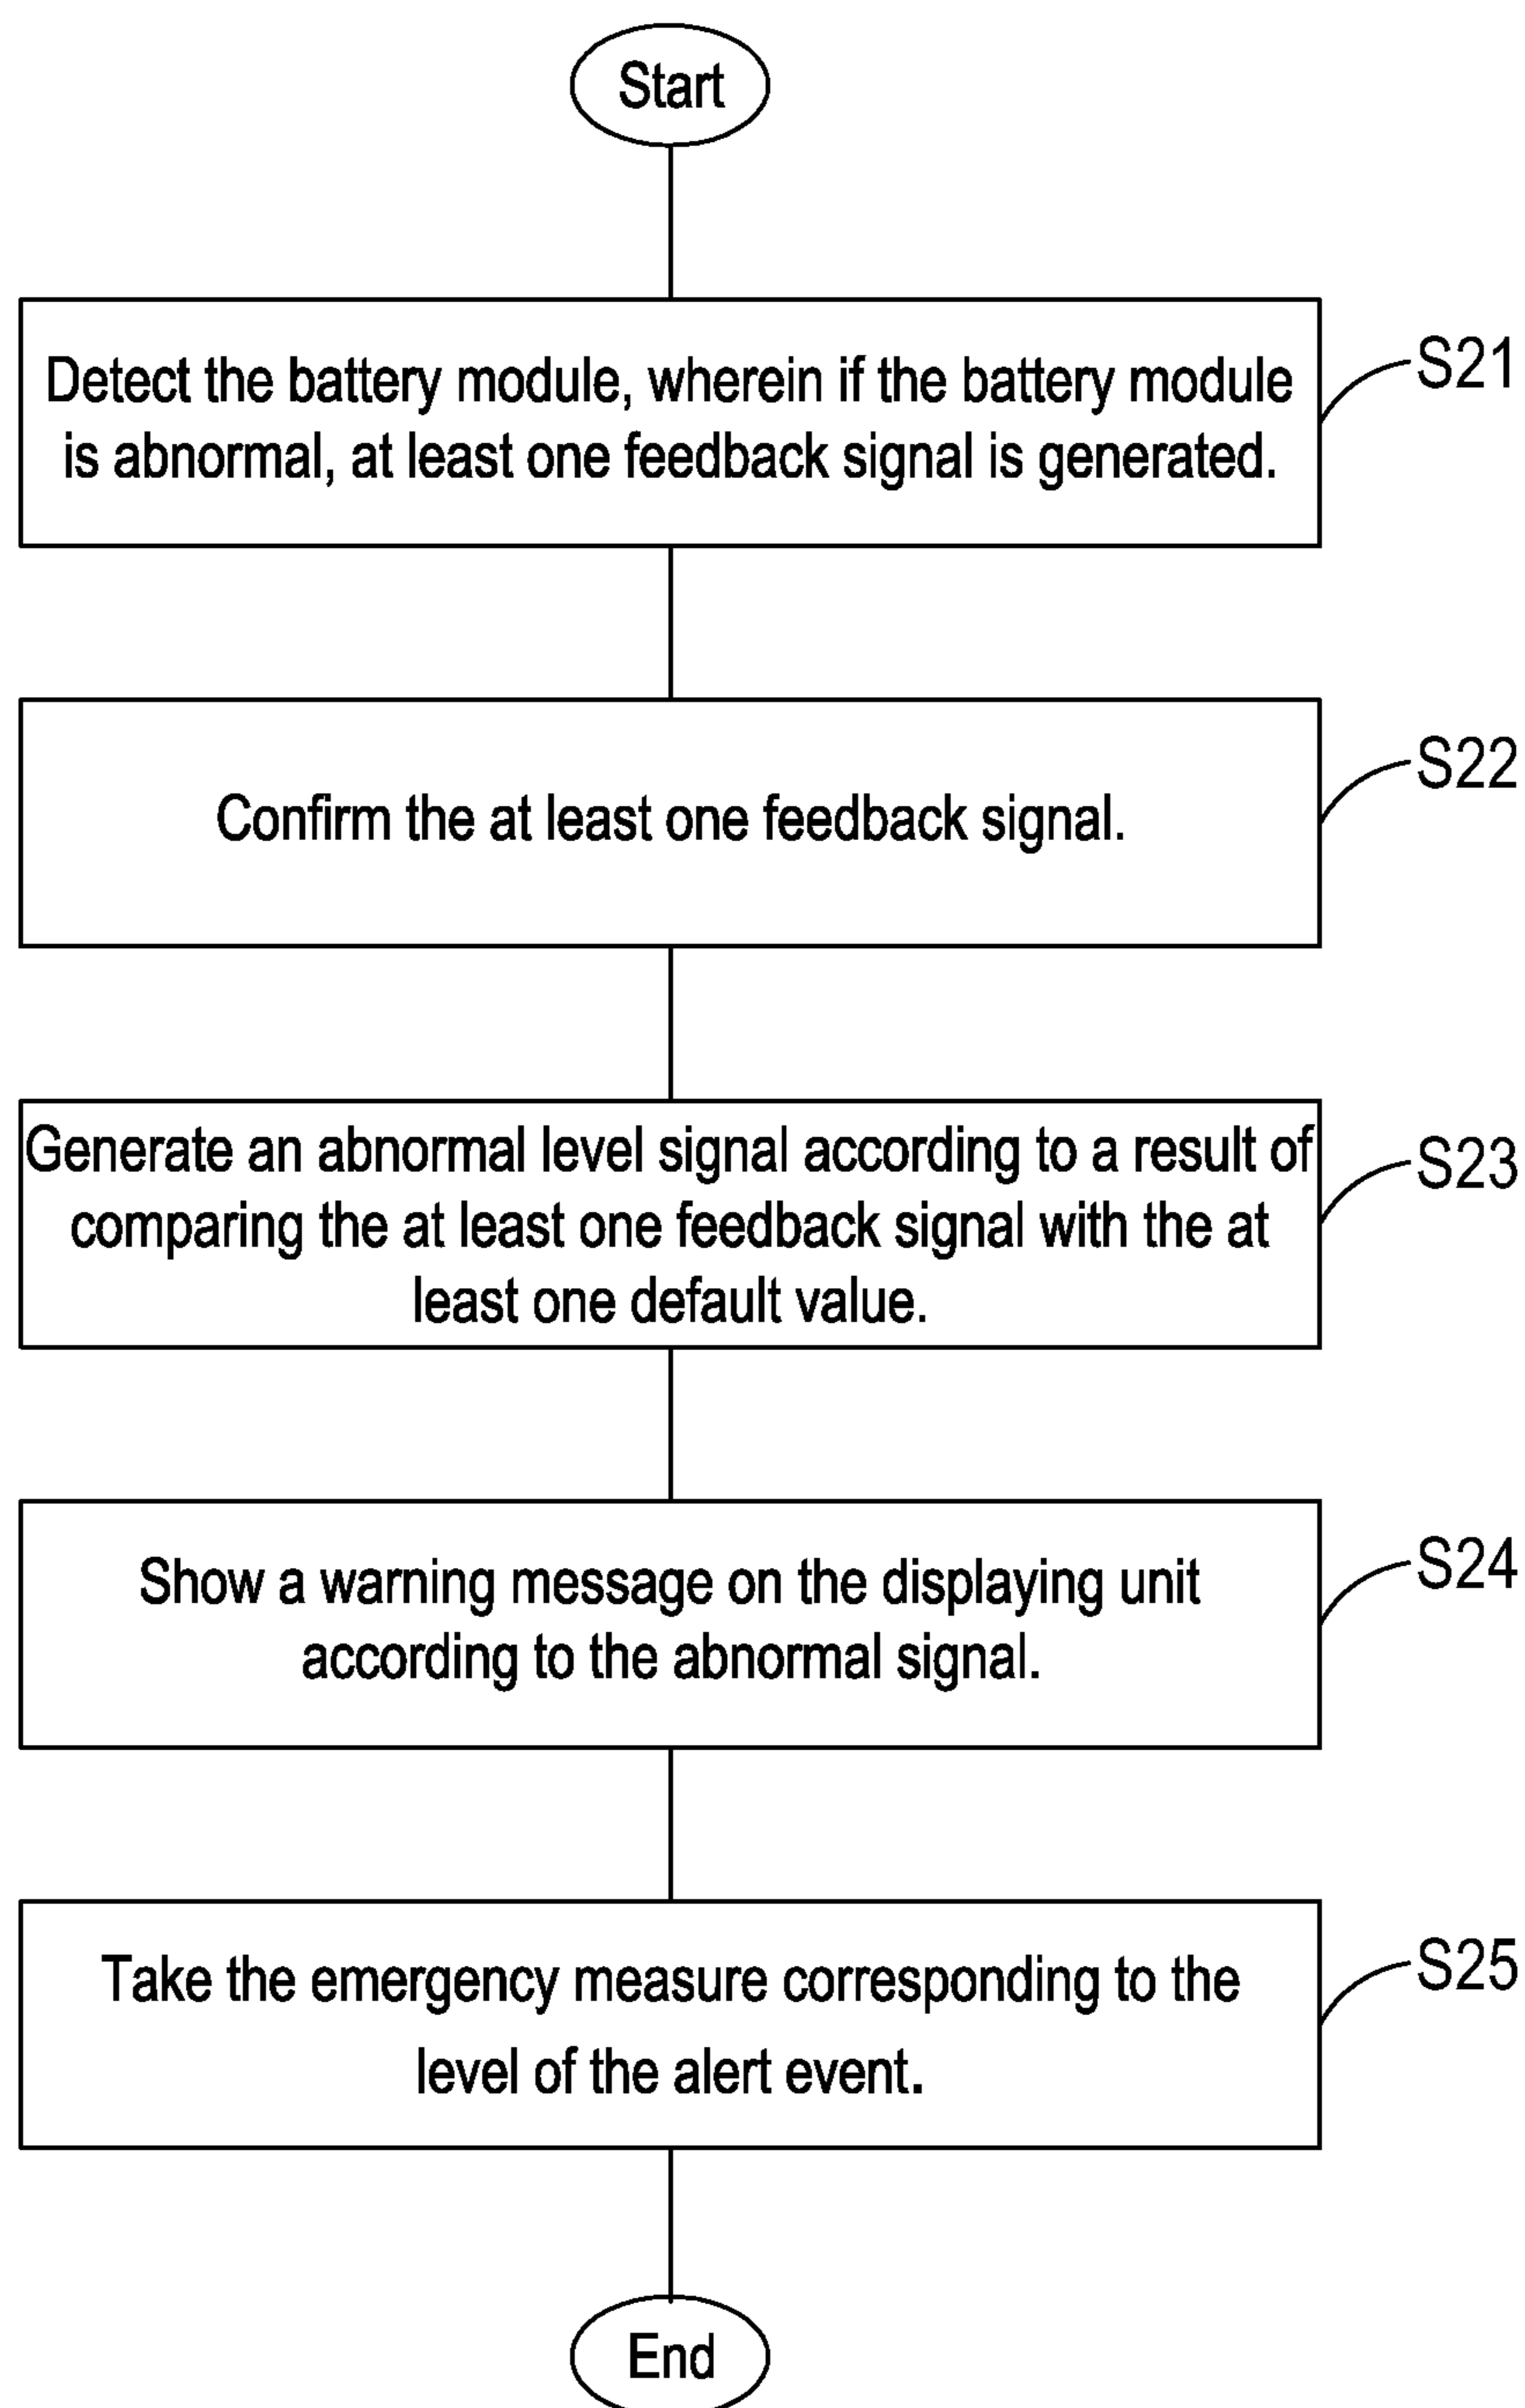 Start
Detect the battery module, wherein if the battery module
is abnormal, at least one feedback signal is generated.
S21
Confirm the at least one feedback signal.
S22
Generate an abnormal level signal according to a result of
comparing the at least one feedback signal with the at
least one default value.
S23
Show a warning message on the displaying unit
according to the abnormal signal.
S24
Take the emergency measure corresponding to the
level of the alert event.
S25
End